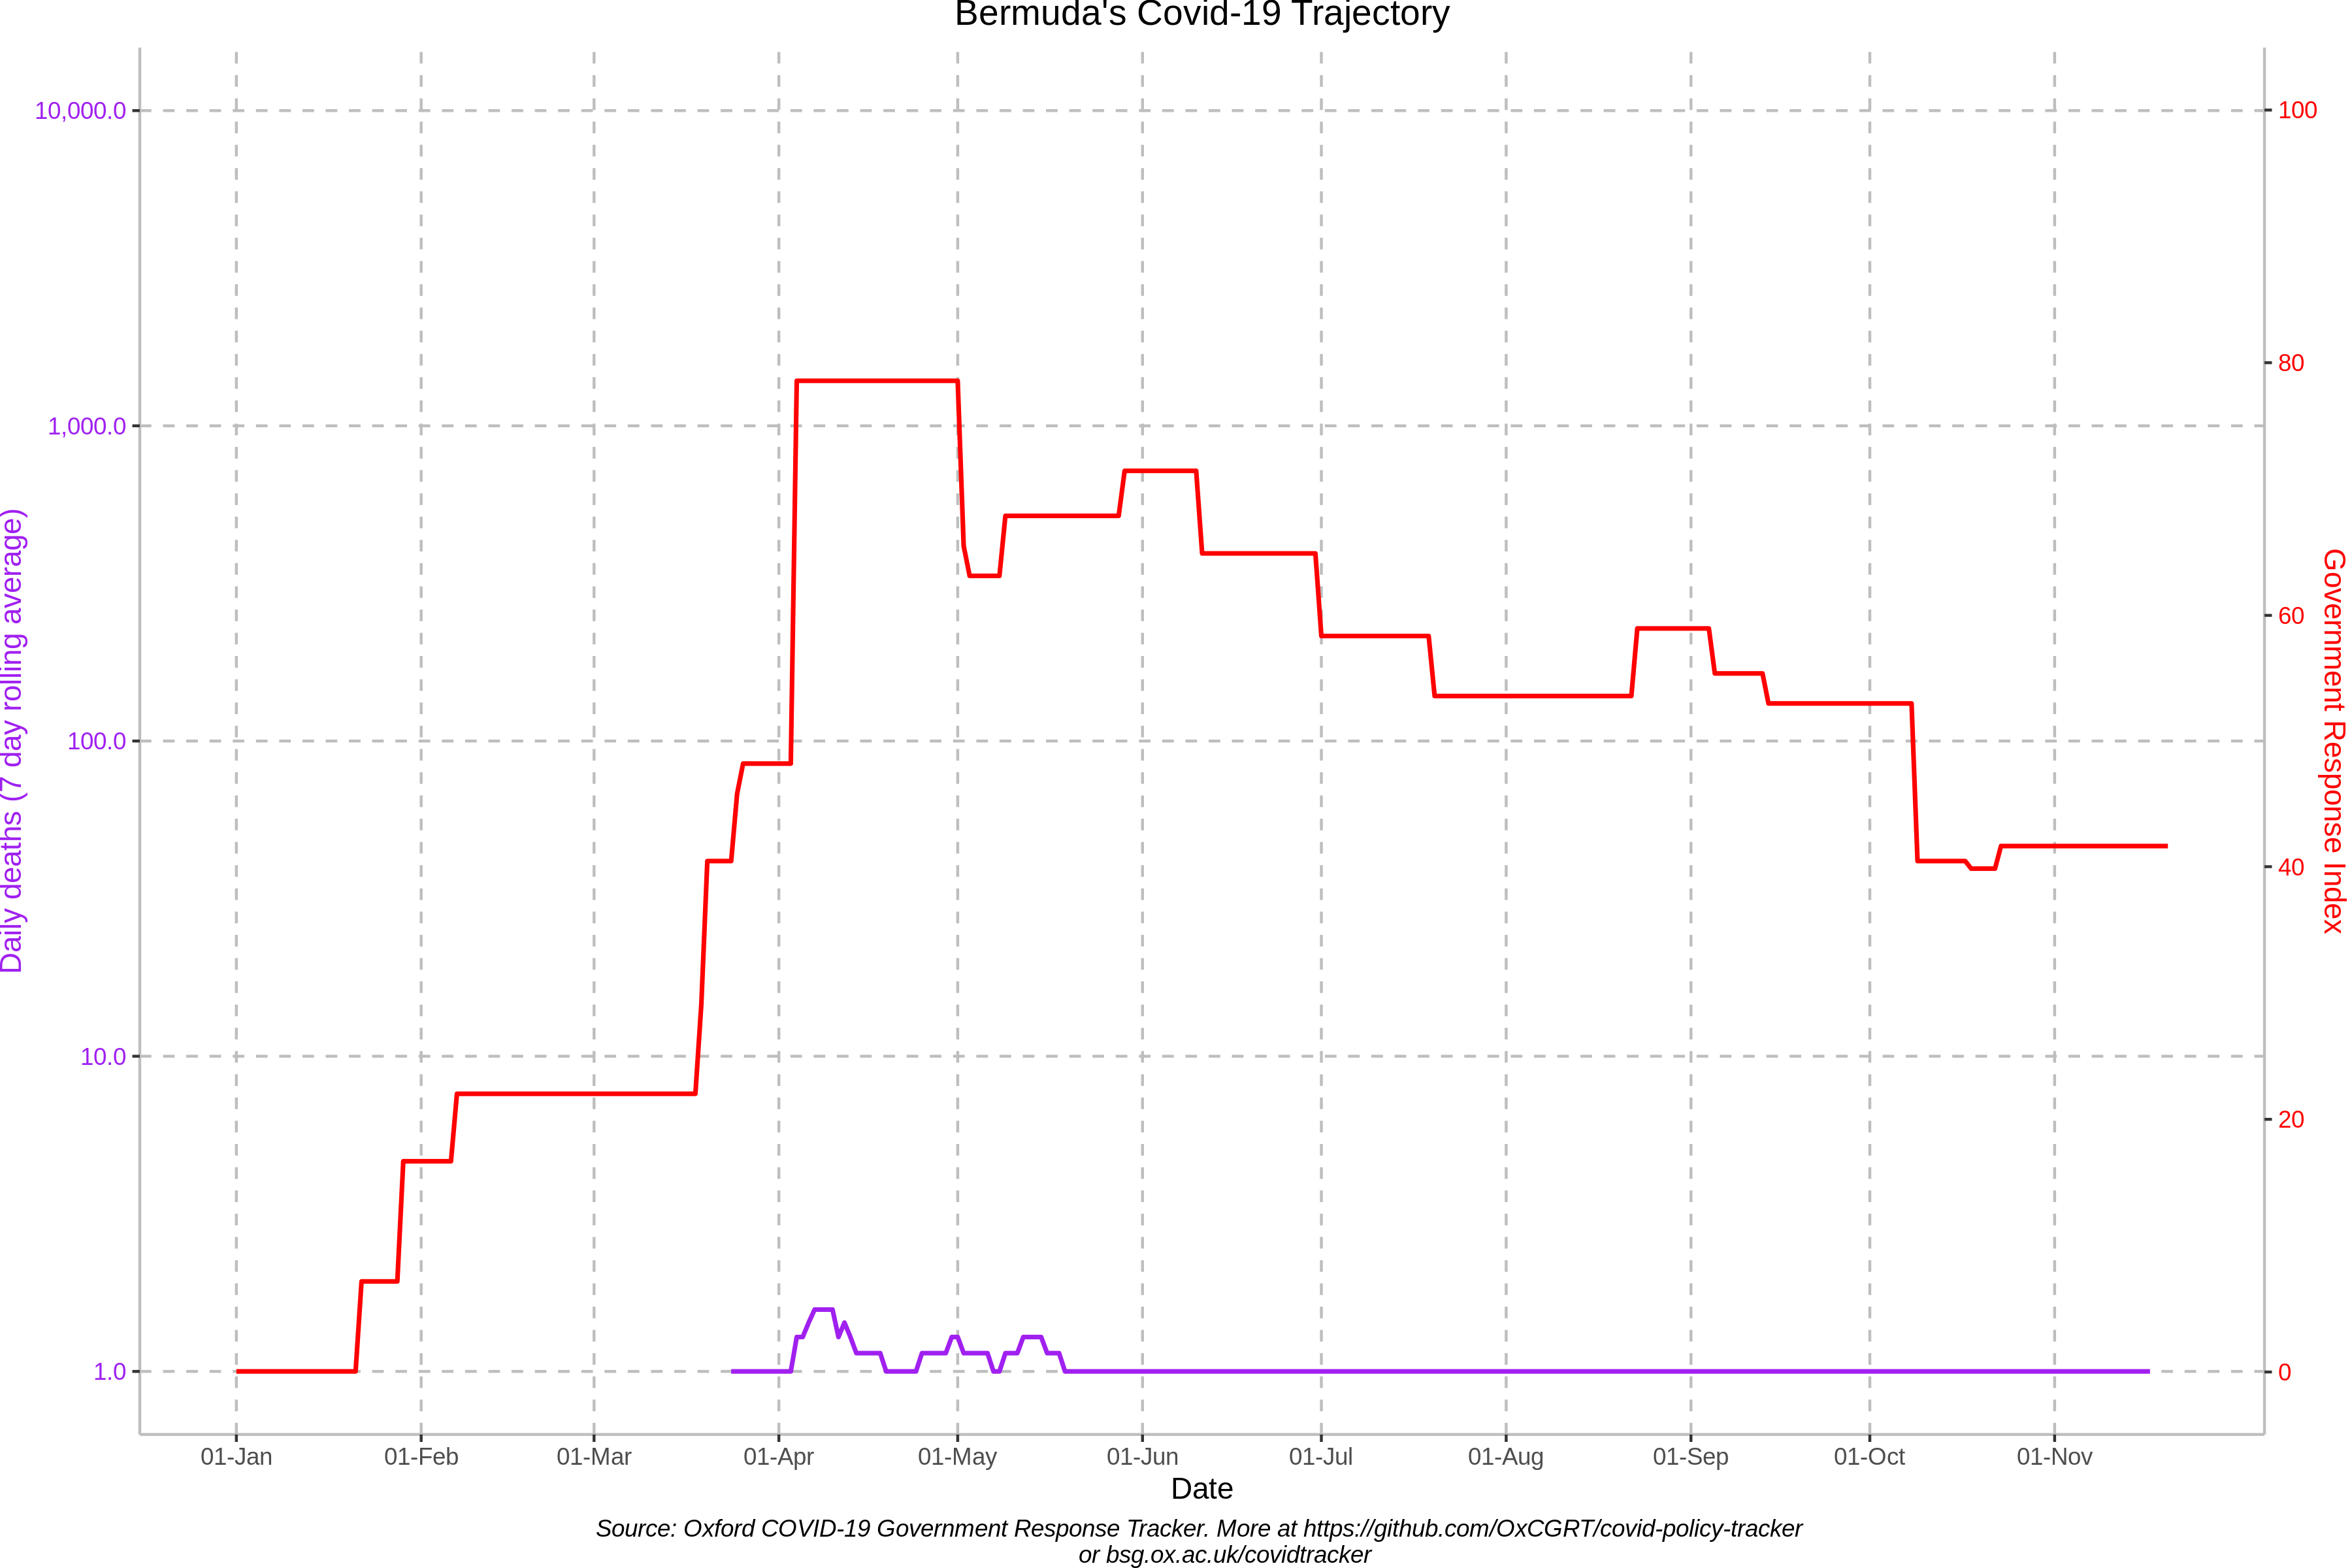 Bermuda's Covid-19 Trajectory
10,000.0
1,000.0
100.0
10.0
1.0
Daily deaths (7 day rolling average)
100
80
60
40
20
0
Government Response Index
01-Jan 01-Feb 01-Mar 01-Apr 01-May 01-Jun 01-Jul 01-Aug 01-Sep 01-Oct 01-Nov
Date
Source: Oxford COVID-19 Government Response Tracker. More at https://github.com/OxCGRT/covid-policy-tracker
or bsg.ox.ac.uk/covidtracker